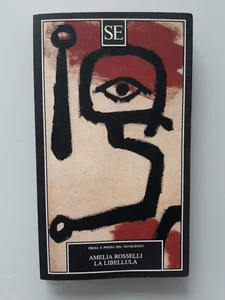 SE
PROSA E POESIA DEL NOVECENTO
AMELIA ROSSELLI
LA LIBELLULA